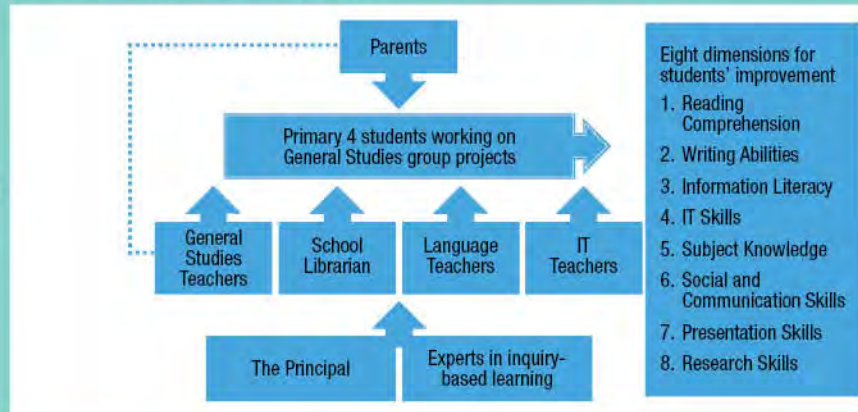 Parents
Primary 4 students working on
General Studies group projects
General
Studies
Teachers
School
Librarian
Language
Teachers
IT
Teachers
The Principal
Experts in inquiry-
based learning
Eight dimensions for
students' improvement
1. Reading
Comprehension
2. Writing Abilities
3. Information Literacy
4. IT Skills
5. Subject Knowledge
6. Social and
Communication Skills
7. Presentation Skills
8. Research Skills